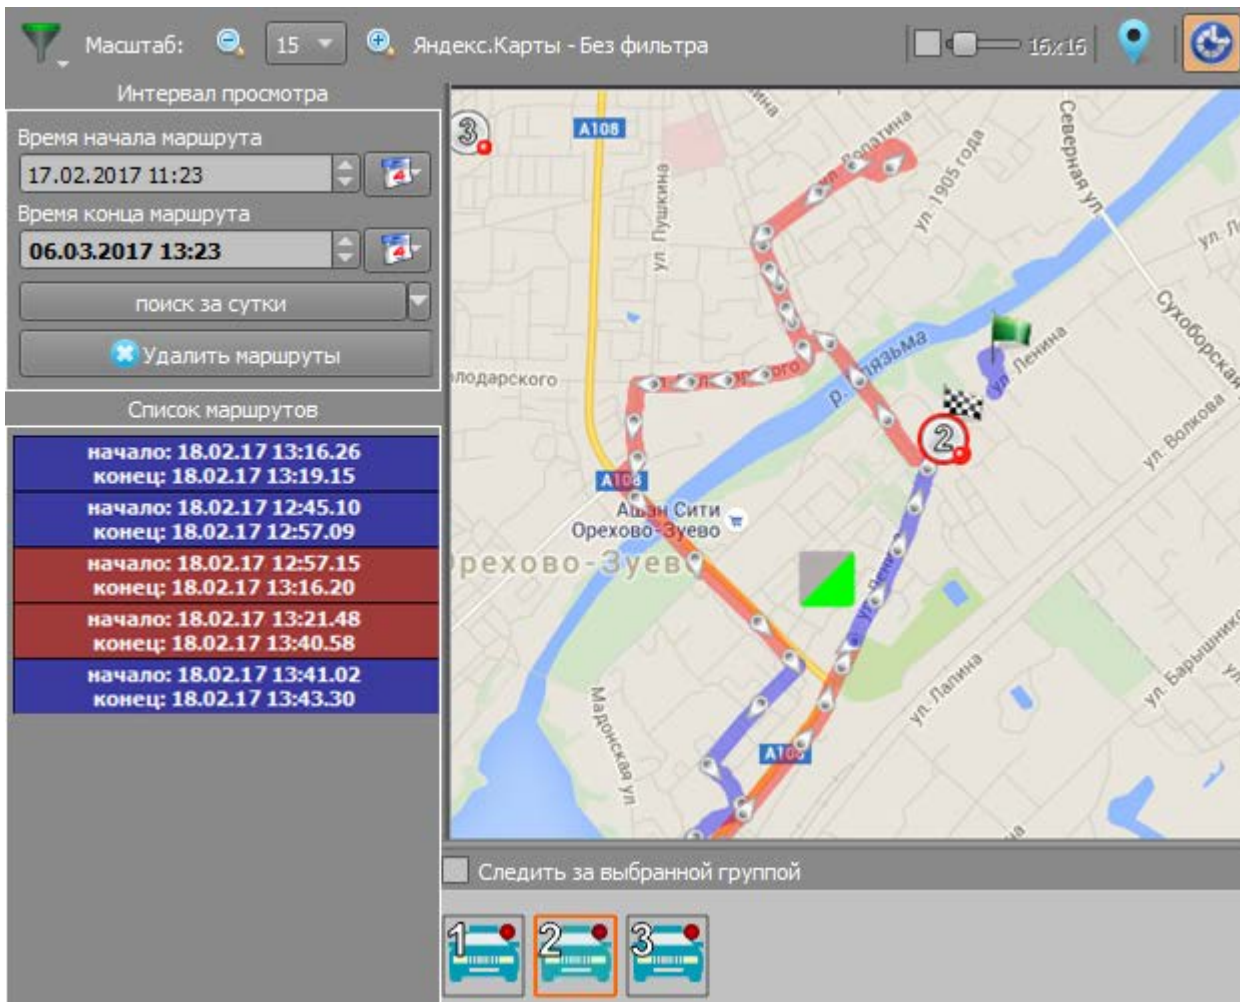 Масштаб: 15 Яндекс.Карты - Без фильтра 16x16
Интервал просмотра
Время начала маршрута
17.02.2017 11:23
Время конца маршрута
06.03.2017 13:23
поиск за сутки
Удалить маршруты
Список маршрутов
начало: 18.02.17 13:16.26
конец: 18.02.17 13:19.15
начало: 18.02.17 12:45.10
конец: 18.02.17 12:57.09
начало: 18.02.17 12:57.15
конец: 18.02.17 13:16.20
начало: 18.02.17 13:21.48
конец: 18.02.17 13:40.58
начало: 18.02.17 13:41.02
конец: 18.02.17 13:43.30
3
A108
ул. Пушкина
ул. Лопатина
ул. 1905 года
Северная ул.
Сухоборская
ул. Ленина
р. Клязьма
2
ул. Волкова
A108
Ашан Сити
Орехово-Зуево
рехово-Зуево
ул. Ленина
ул. Барышников
ул. Лапина
Мадонская ул
A108
Следить за выбранной группой
1 2 3